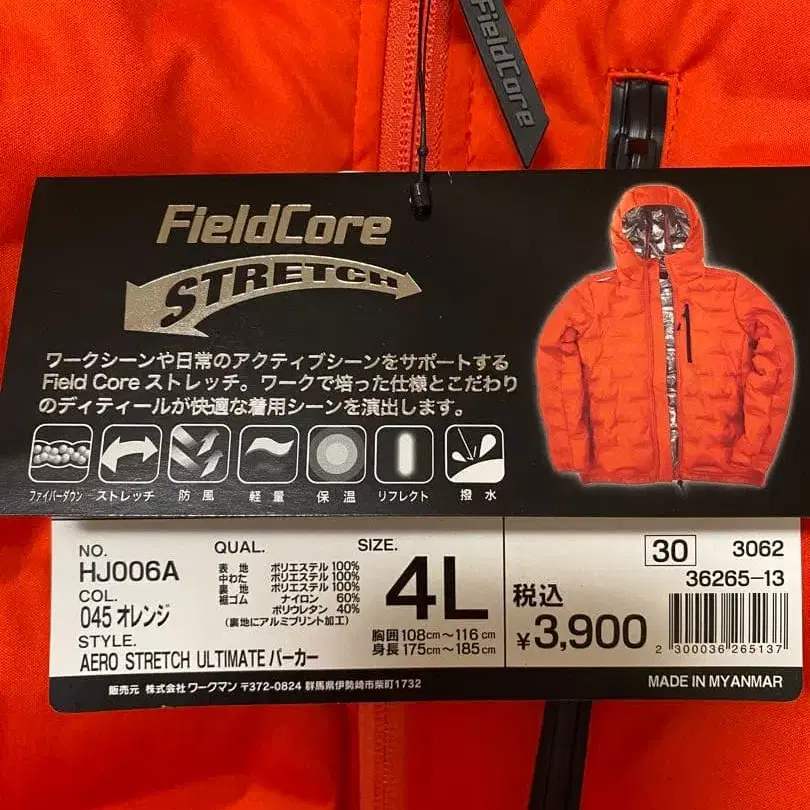 FieldCore
FieldCore
STRETCH
ワークシーンや日常のアクティブシーンをサポートする
Field Core ストレッチ。ワークで培った仕様とこだわり
のディティールが快適な着用シーンを演出します。
ファイバーダウン ストレッチ 防風 軽量 保温 リフレクト 撥水
NO.
HJ006A
COL.
045 オレンジ
STYLE.
AERO STRETCH ULTIMATE パーカー
QUAL.
表地 ポリエステル 100%
中わた ポリエステル 100%
裏地 ポリエステル 100%
裾ゴム ナイロン 60%
ポリウレタン 40%
(裏地にアルミプリント加工)
SIZE.
4L
胸囲 108cm～116cm
身長 175cm～185cm
30 3062
36265-13
税込
¥3,900
2 300036 265137
販売元 株式会社 ワークマン 〒372-0824 群馬県伊勢崎市柴町1732
MADE IN MYANMAR